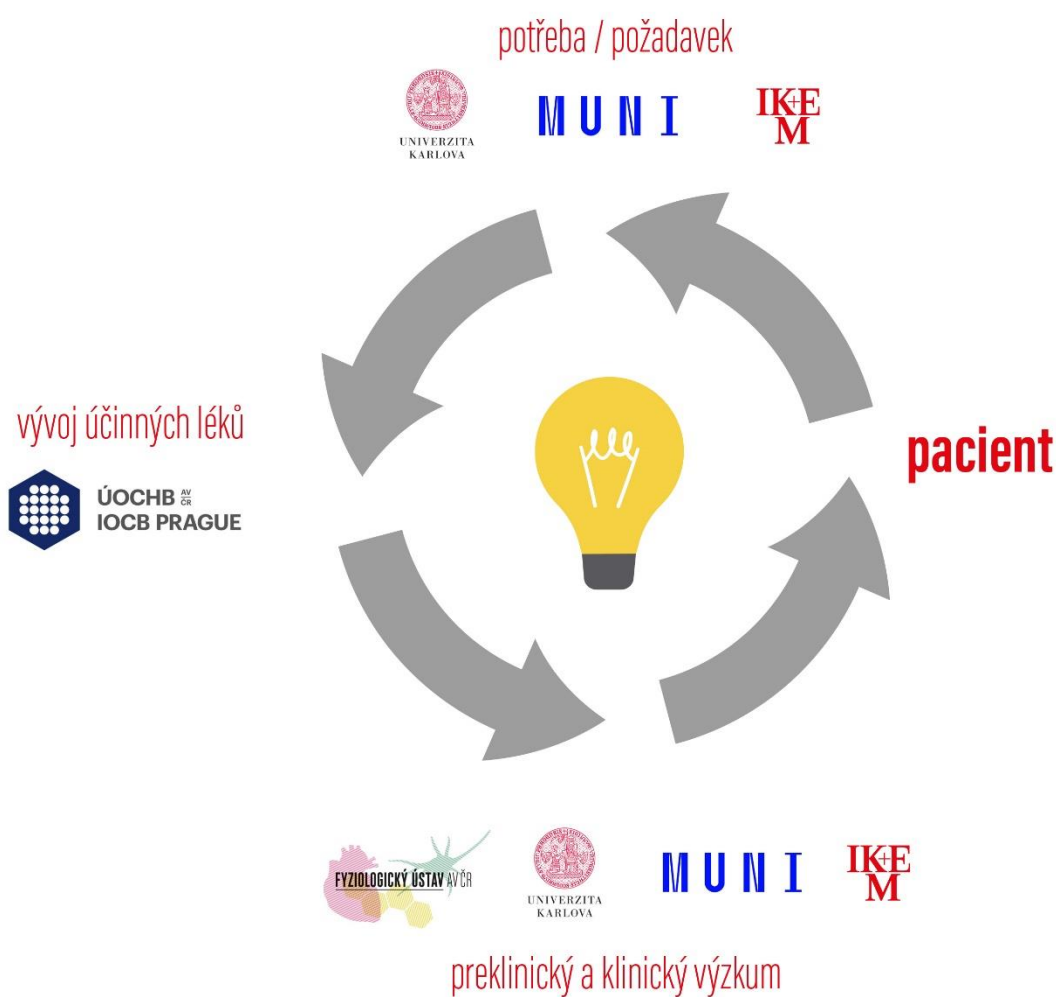 potřeba / požadavek
UNIVERZITA
KARLOVA
MUNI
IK+E
M
vývoj účinných léků
ÚOCHB AV ČR
IOCB PRAGUE
pacient
FYZIOLOGICKÝ ÚSTAV AV ČR
UNIVERZITA
KARLOVA
MUNI
IK+E
M
preklinický a klinický výzkum